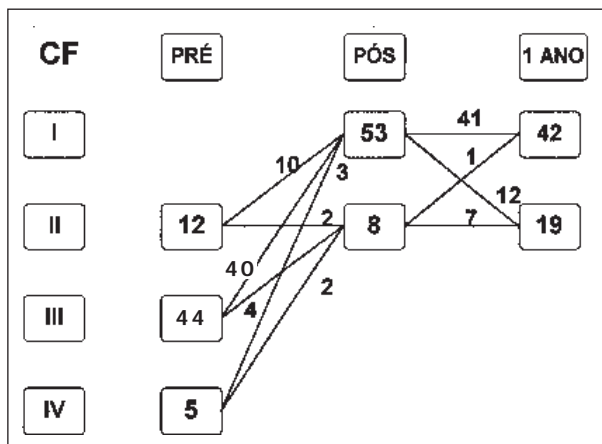 CF PRÉ PÓS 1 ANO
I 53 41 42
10 3 1
12
II 12 2 8 7 19
40 2
4
III 44
IV 5